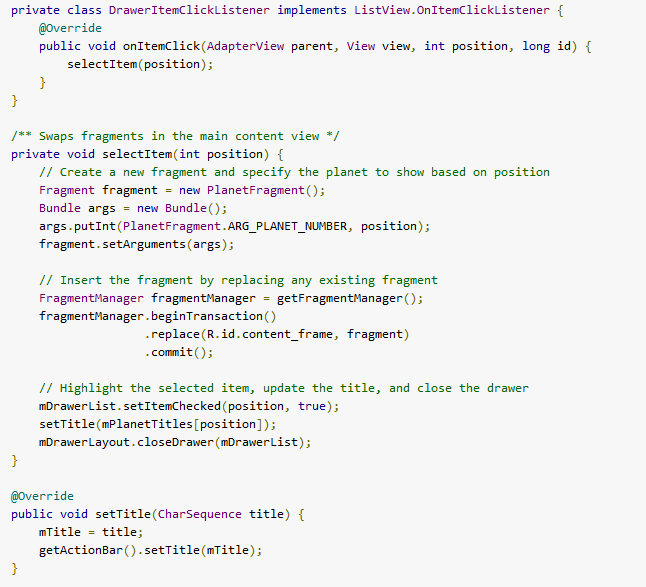 private class DrawerItemClickListener implements ListView.OnItemClickListener {
    @Override
    public void onItemClick(AdapterView parent, View view, int position, long id) {
        selectItem(position);
    }
}

/** Swaps fragments in the main content view */
private void selectItem(int position) {
    // Create a new fragment and specify the planet to show based on position
    Fragment fragment = new PlanetFragment();
    Bundle args = new Bundle();
    args.putInt(PlanetFragment.ARG_PLANET_NUMBER, position);
    fragment.setArguments(args);

    // Insert the fragment by replacing any existing fragment
    FragmentManager fragmentManager = getFragmentManager();
    fragmentManager.beginTransaction()
                   .replace(R.id.content_frame, fragment)
                   .commit();

    // Highlight the selected item, update the title, and close the drawer
    mDrawerList.setItemChecked(position, true);
    setTitle(mPlanetTitles[position]);
    mDrawerLayout.closeDrawer(mDrawerList);
}

@Override
public void setTitle(CharSequence title) {
    mTitle = title;
    getActionBar().setTitle(mTitle);
}